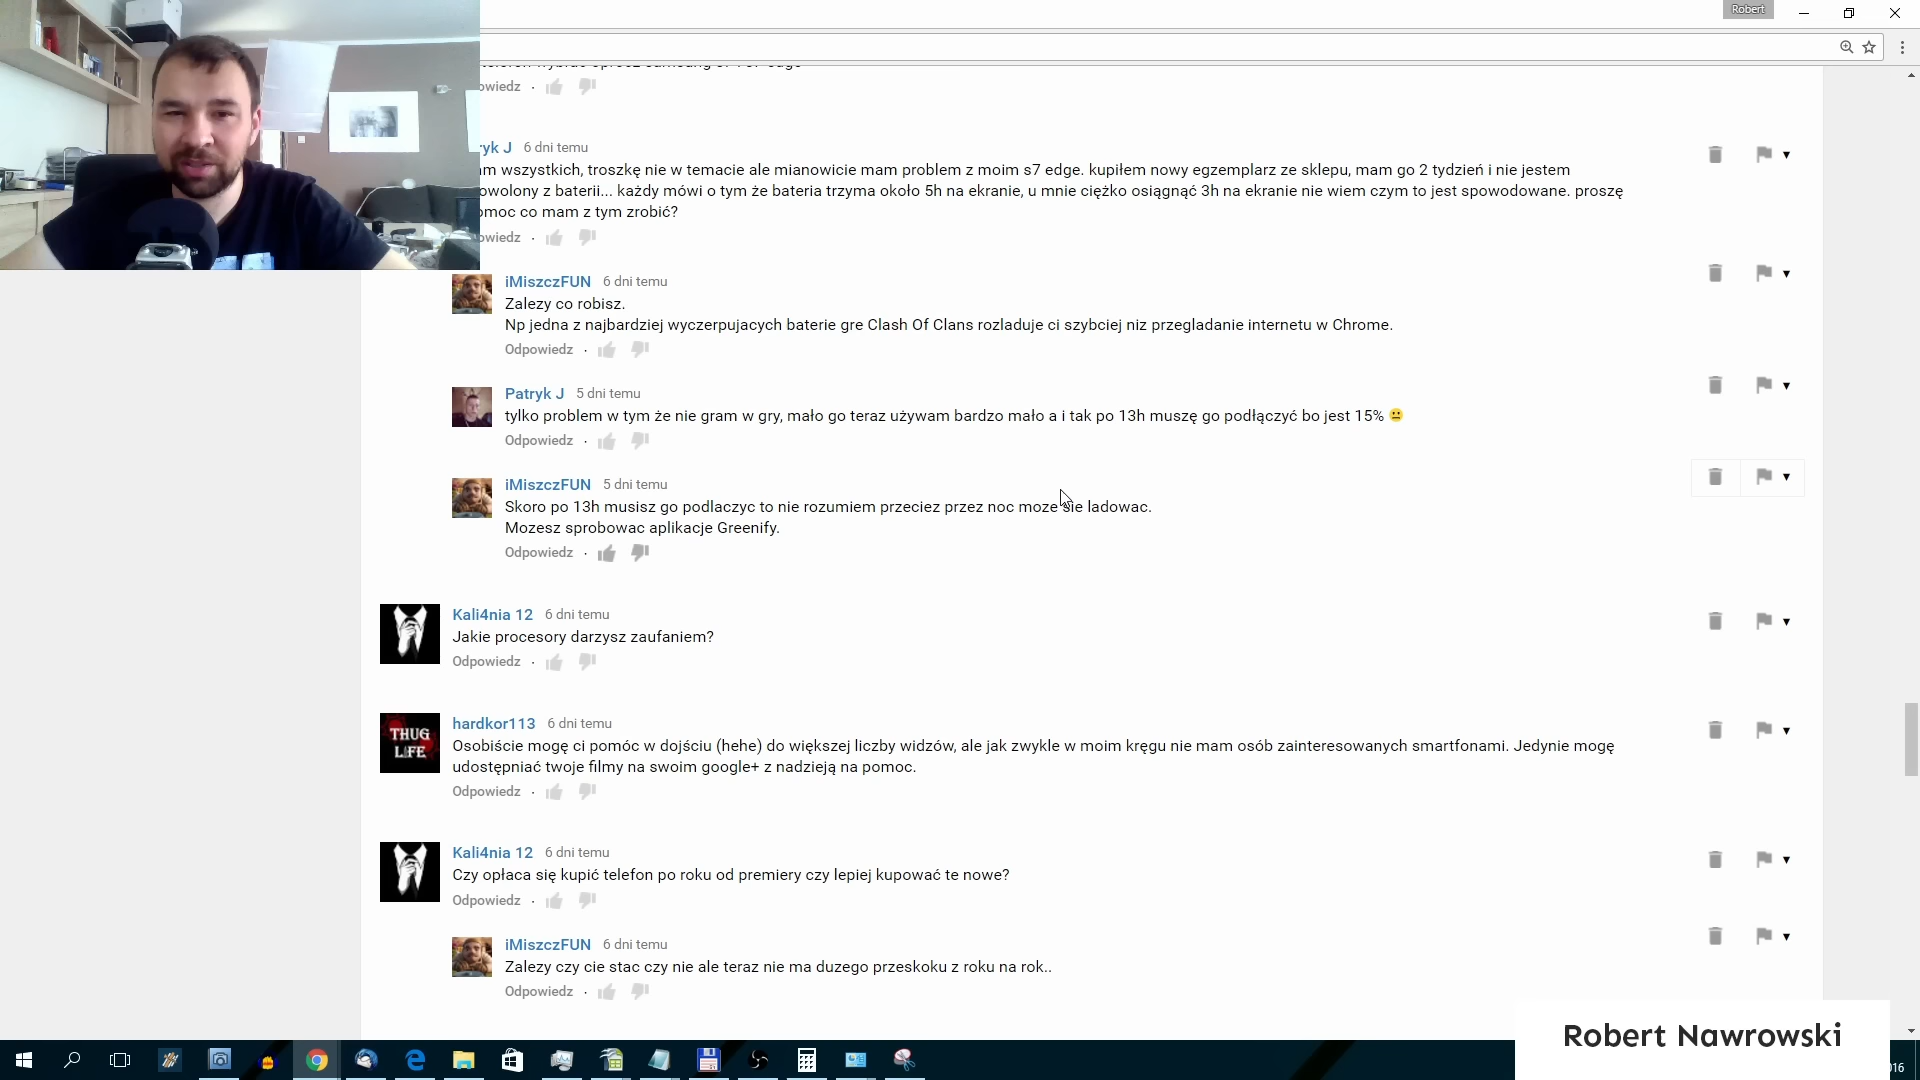 Robert
owiedz ·
ryk J 6 dni temu
am wszystkich, troszkę nie w temacie ale mianowicie mam problem z moim s7 edge. kupiłem nowy egzemplarz ze sklepu, mam go 2 tydzień i nie jestem
owolony z baterii... każdy mówi o tym że bateria trzyma około 5h na ekranie, u mnie ciężko osiągnąć 3h na ekranie nie wiem czym to jest spowodowane. proszę
omoc co mam z tym zrobić?
owiedz ·
iMiszczFUN 6 dni temu
Zalezy co robisz.
Np jedna z najbardziej wyczerpujacych baterie gre Clash Of Clans rozladuje ci szybciej niz przegladanie internetu w Chrome.
Odpowiedz ·
Patryk J 5 dni temu
tylko problem w tym że nie gram w gry, mało go teraz używam bardzo mało a i tak po 13h muszę go podłączyć bo jest 15% 😐
Odpowiedz ·
iMiszczFUN 5 dni temu
Skoro po 13h musisz go podlaczyc to nie rozumiem przeciez przez noc moze sie ladowac.
Mozesz sprobowac aplikacje Greenify.
Odpowiedz ·
Kali4nia 12 6 dni temu
Jakie procesory darzysz zaufaniem?
Odpowiedz ·
THUG
LIFE
hardkor113 6 dni temu
Osobiście mogę ci pomóc w dojściu (hehe) do większej liczby widzów, ale jak zwykle w moim kręgu nie mam osób zainteresowanych smartfonami. Jedynie mogę
udostępniać twoje filmy na swoim google+ z nadzieją na pomoc.
Odpowiedz ·
Kali4nia 12 6 dni temu
Czy opłaca się kupić telefon po roku od premiery czy lepiej kupować te nowe?
Odpowiedz ·
iMiszczFUN 6 dni temu
Zalezy czy cie stac czy nie ale teraz nie ma duzego przeskoku z roku na rok..
Odpowiedz ·
Robert Nawrowski
016